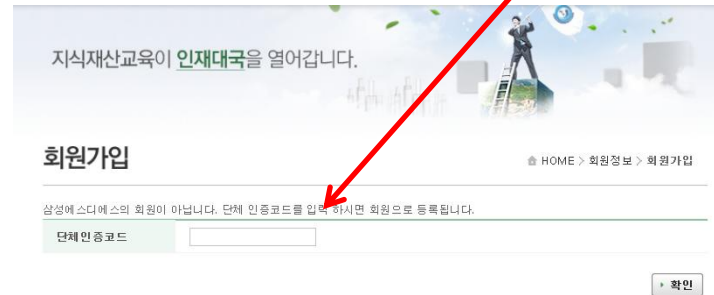 지식재산교육이 인재대국을 열어갑니다.
회원가입
HOME > 회원정보 > 회원가입
삼성에스디에스의 회원이 아닙니다. 단체 인증코드를 입력 하시면 회원으로 등록됩니다.
단체인증코드
확인